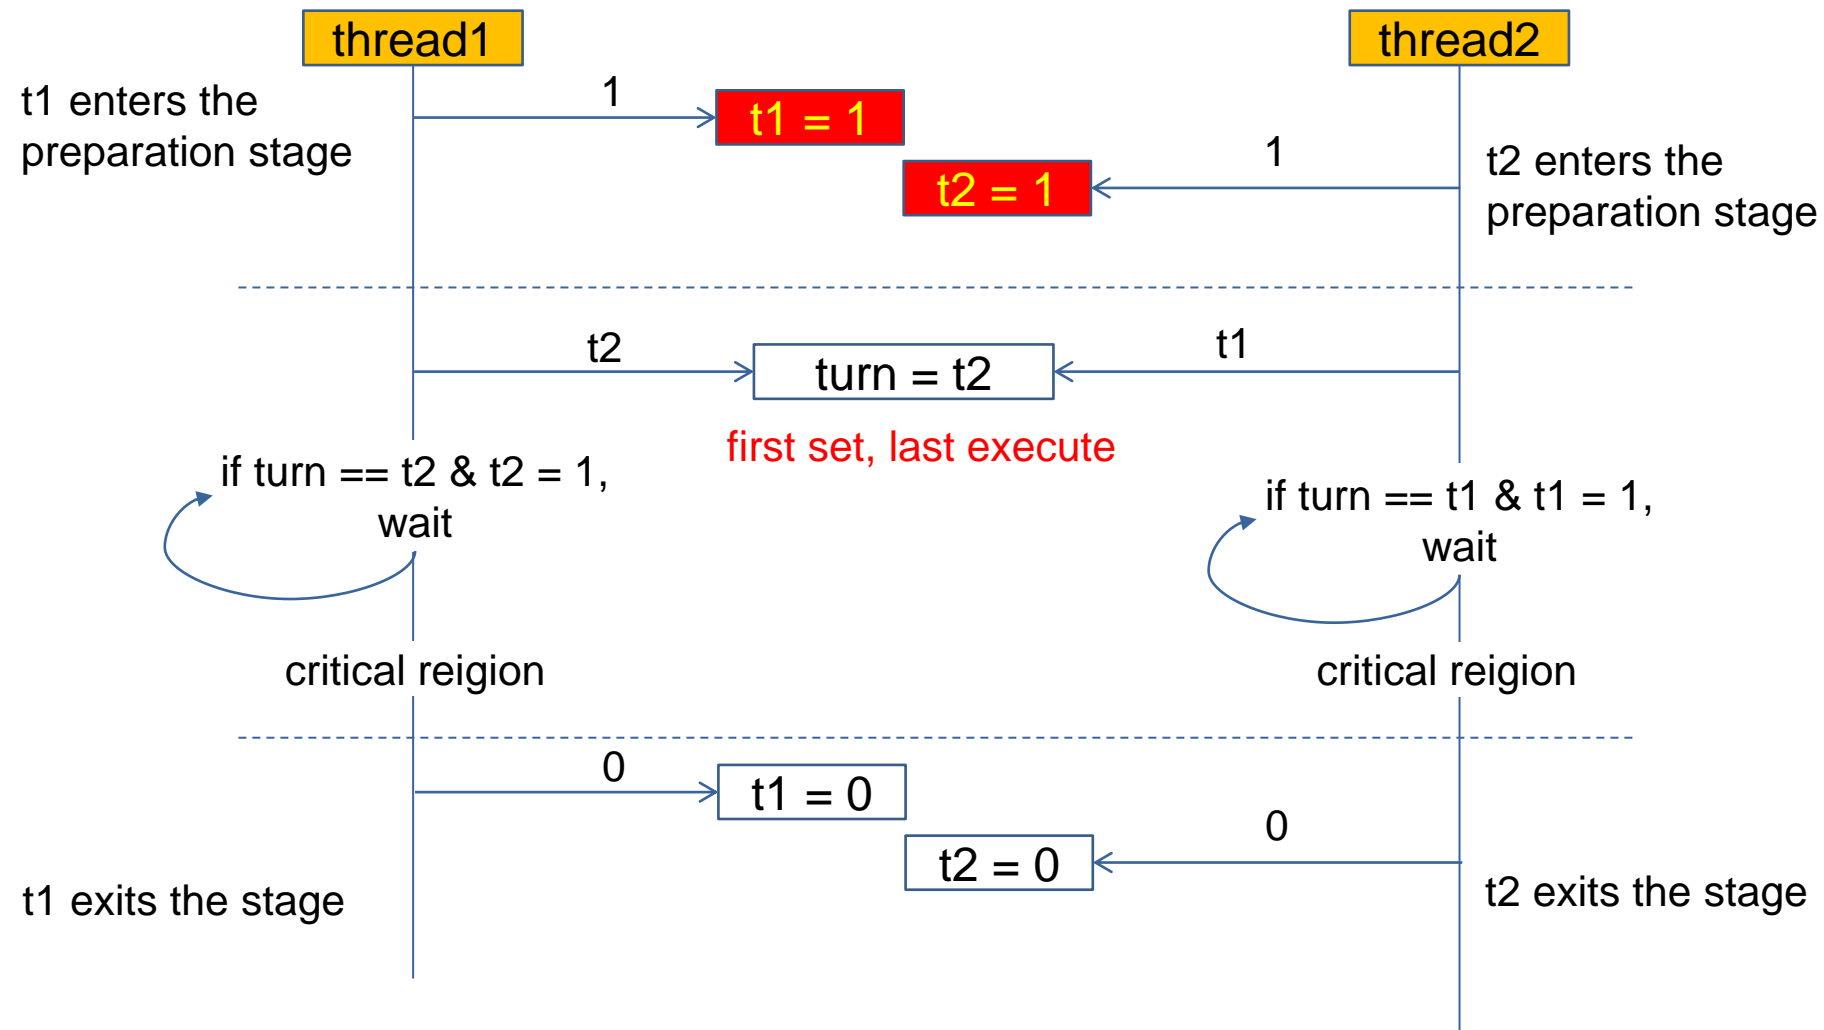 thread1
thread2
t1 enters the
preparation stage
1
t1 = 1
1
t2 = 1
t2 enters the
preparation stage
t2
turn = t2
t1
first set, last execute
if turn == t2 & t2 = 1,
wait
if turn == t1 & t1 = 1,
wait
critical reigion
critical reigion
0
t1 = 0
0
t2 = 0
t1 exits the stage
t2 exits the stage